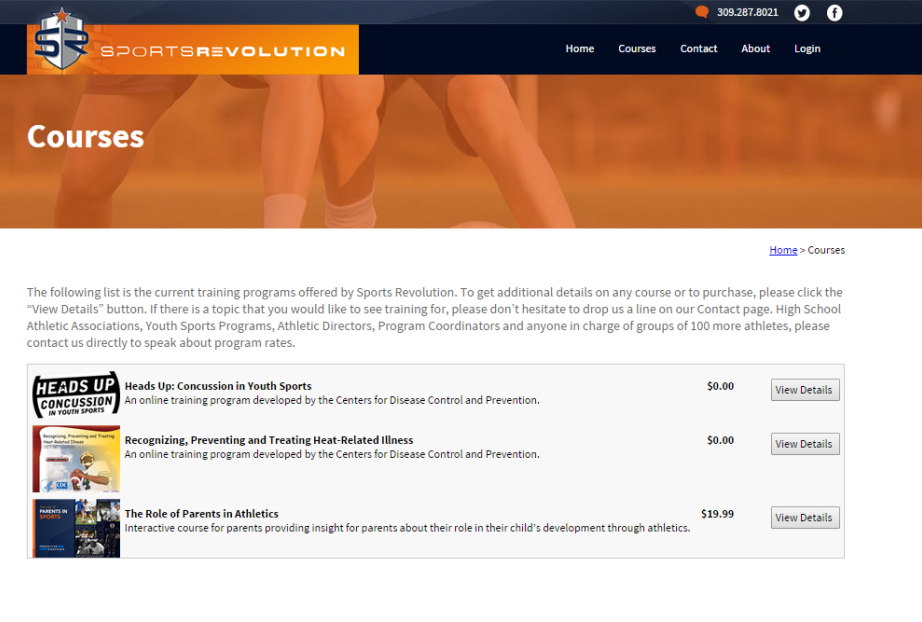 309.287.8021
SR
SPORTSREVOLUTION
Home Courses Contact About Login
Courses
Home > Courses
The following list is the current training programs offered by Sports Revolution. To get additional details on any course or to purchase, please click the
“View Details” button. If there is a topic that you would like to see training for, please don’t hesitate to drop us a line on our Contact page. High School
Athletic Associations, Youth Sports Programs, Athletic Directors, Program Coordinators and anyone in charge of groups of 100 more athletes, please
contact us directly to speak about program rates.
HEADS UP
CONCUSSION
IN YOUTH SPORTS
Heads Up: Concussion in Youth Sports $0.00
An online training program developed by the Centers for Disease Control and Prevention.
View Details
Recognizing, Preventing and Treating
Heat-Related Illness
CDC
Recognizing, Preventing and Treating Heat-Related Illness $0.00
An online training program developed by the Centers for Disease Control and Prevention.
View Details
PARENTS IN
SPORTS
The Role of Parents in Athletics $19.99
Interactive course for parents providing insight for parents about their role in their child’s development through athletics.
View Details